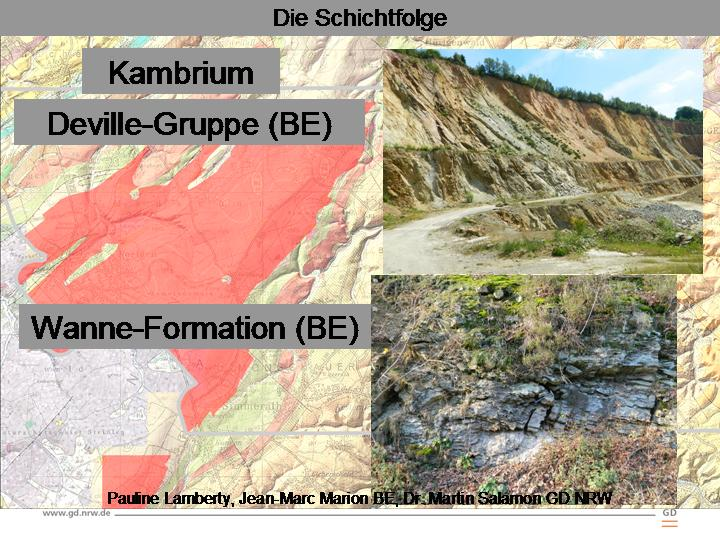 Die Schichtfolge
Kambrium
Deville-Gruppe (BE)
Wanne-Formation (BE)
Simmerath
Pauline Lamberty, Jean-Marc Marion BE, Dr. Martin Salamon GD NRW
www.gd.nrw.de
GD